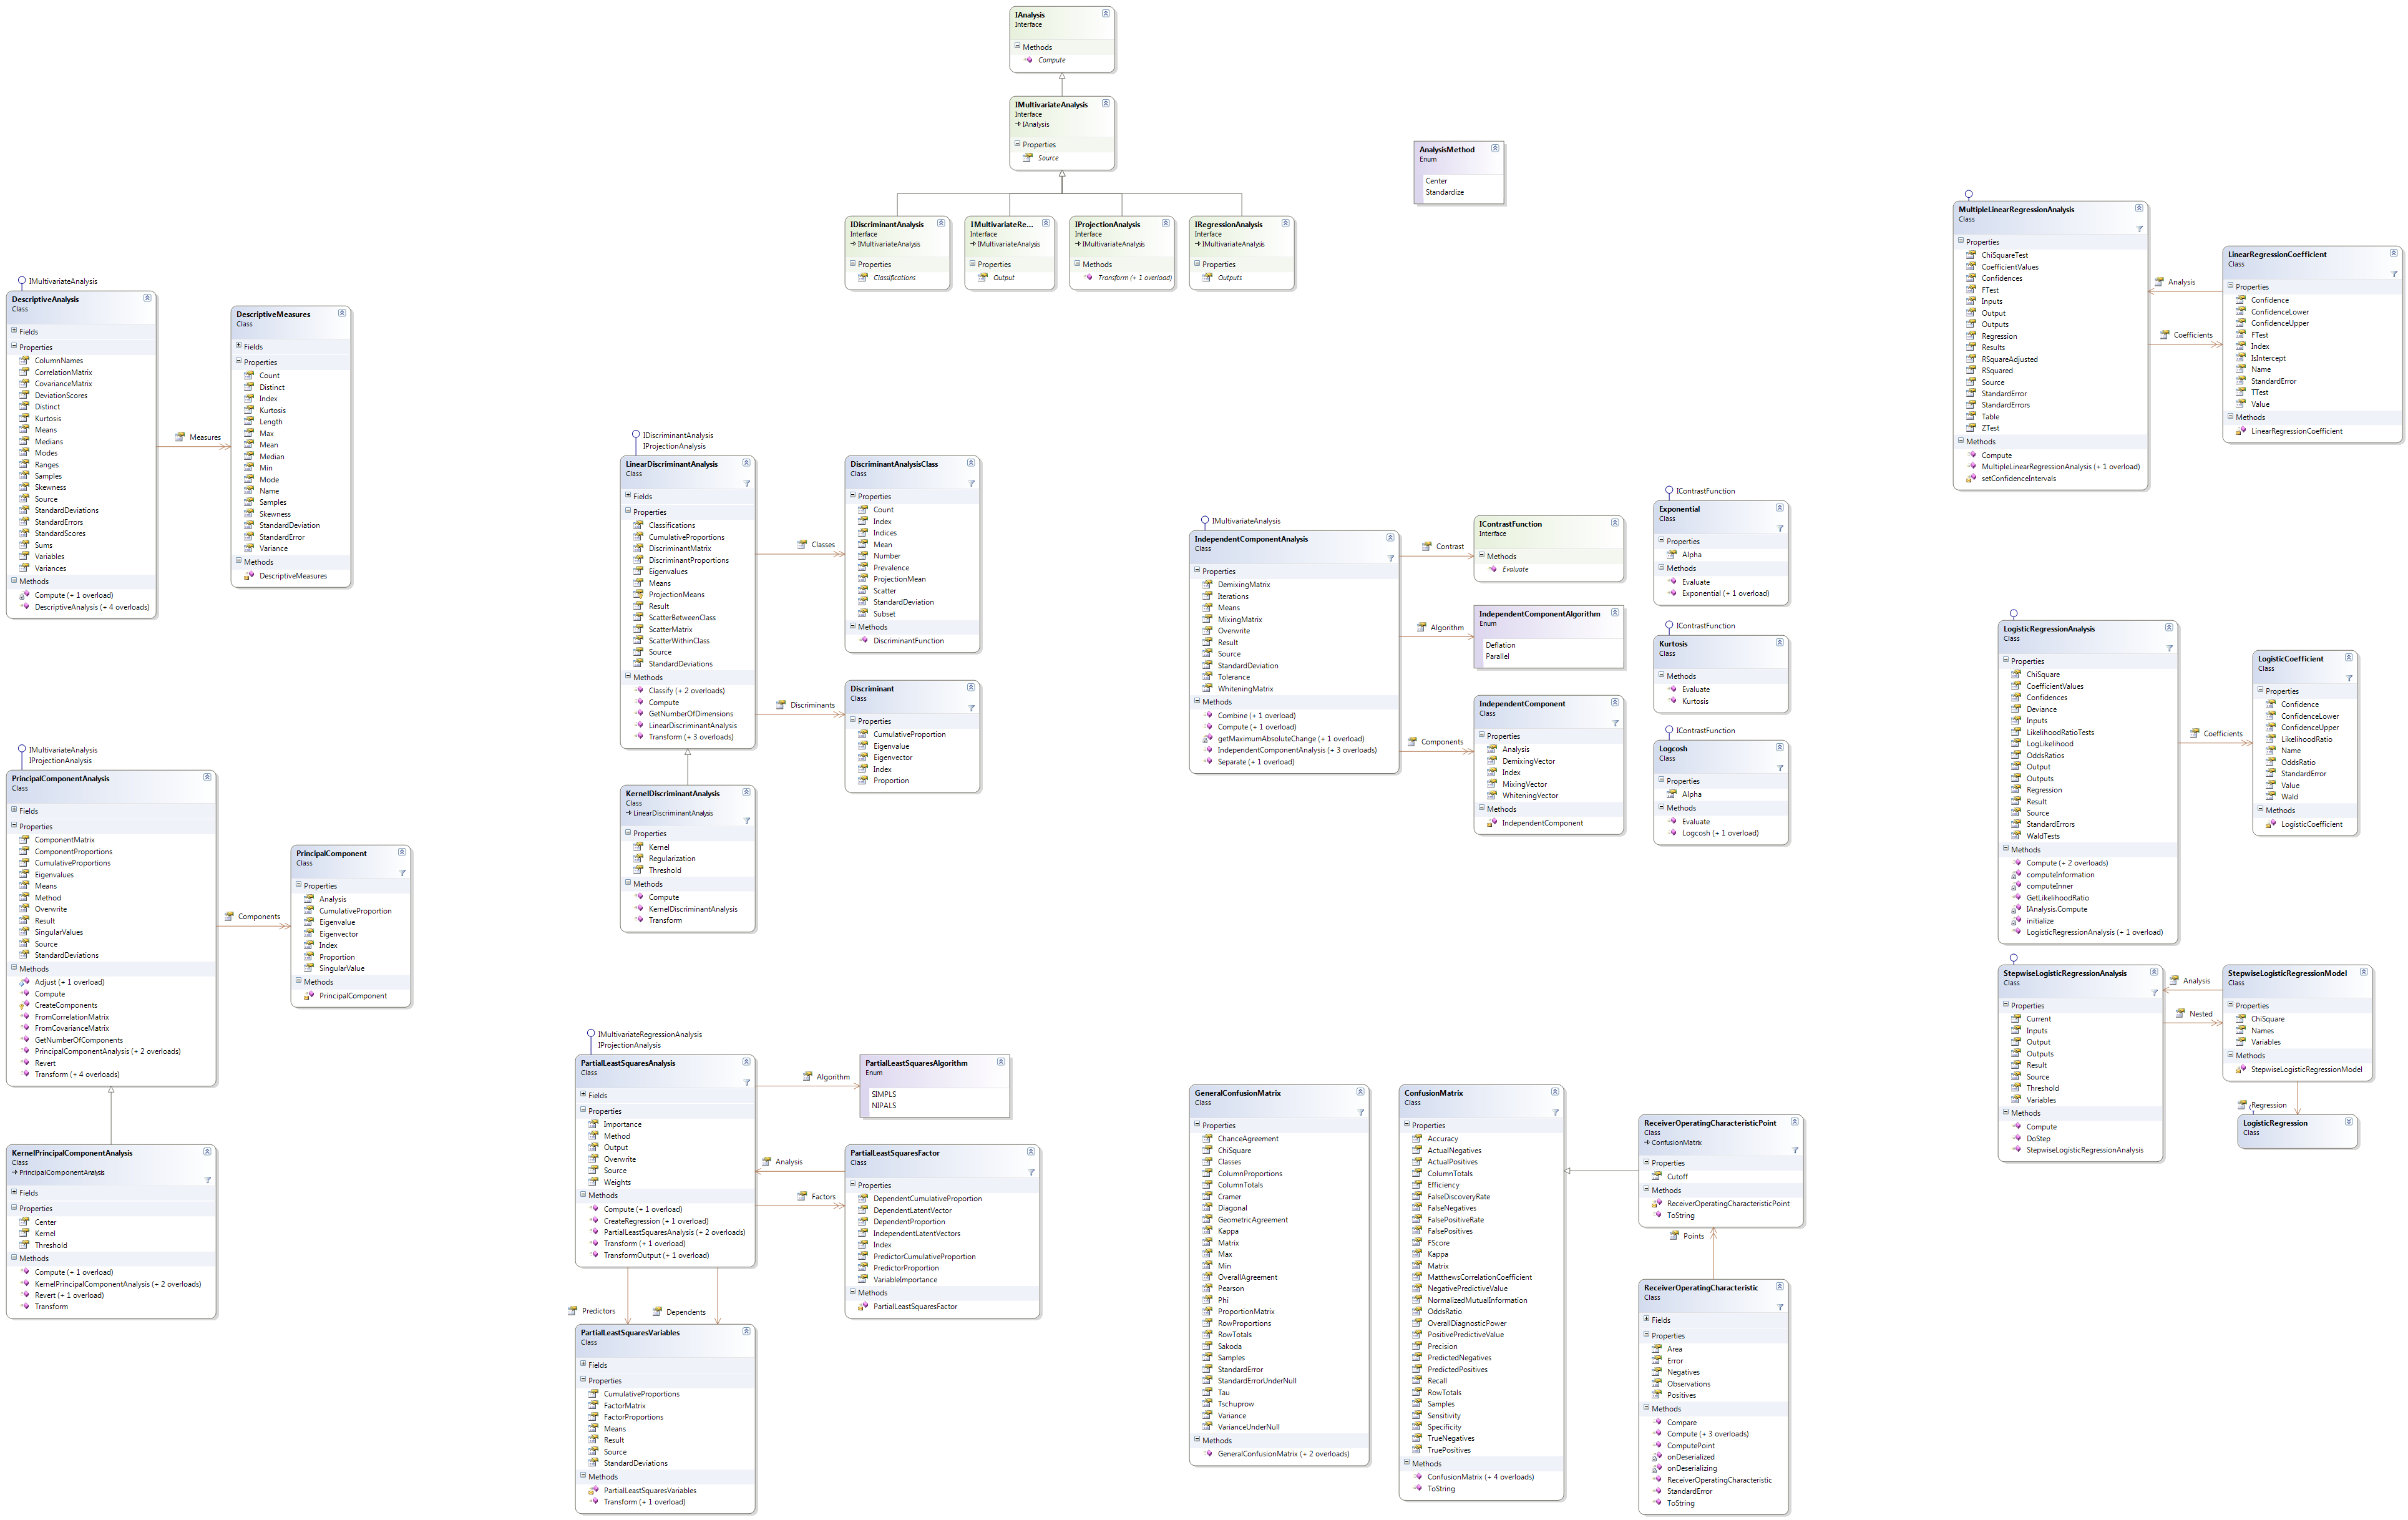 IAnalysis
Interface
Methods
Compute
IMultivariateAnalysis
Interface
IAnalysis
Properties
Source
IDiscriminantAnalysis
Interface
IMultivariateAnalysis
Properties
Classifications
IMultivariateRe...
Interface
IMultivariateAnalysis
Properties
Output
IProjectionAnalysis
Interface
IMultivariateAnalysis
Methods
Transform (+ 1 overload)
IRegressionAnalysis
Interface
IMultivariateAnalysis
Properties
Outputs
AnalysisMethod
Enum
Center
Standardize
IMultivariateAnalysis
DescriptiveAnalysis
Class
Fields
Properties
ColumnNames
CorrelationMatrix
CovarianceMatrix
DeviationScores
Distinct
Kurtosis
Means
Medians
Modes
Ranges
Samples
Skewness
Source
StandardDeviations
StandardErrors
StandardScores
Sums
Variables
Variances
Methods
Compute (+ 1 overload)
DescriptiveAnalysis (+ 4 overloads)
Measures
DescriptiveMeasures
Class
Fields
Properties
Count
Distinct
Index
Kurtosis
Length
Max
Mean
Median
Min
Mode
Name
Samples
Skewness
StandardDeviation
StandardError
Variance
Methods
DescriptiveMeasures
IMultivariateAnalysis
IProjectionAnalysis
PrincipalComponentAnalysis
Class
Fields
Properties
ComponentMatrix
ComponentProportions
CumulativeProportions
Eigenvalues
Means
Method
Overwrite
Result
SingularValues
Source
StandardDeviations
Methods
Adjust (+ 1 overload)
Compute
CreateComponents
FromCorrelationMatrix
FromCovarianceMatrix
GetNumberOfComponents
PrincipalComponentAnalysis (+ 2 overloads)
Revert
Transform (+ 4 overloads)
Components
PrincipalComponent
Class
Properties
Analysis
CumulativeProportion
Eigenvalue
Eigenvector
Index
Proportion
SingularValue
Methods
PrincipalComponent
KernelPrincipalComponentAnalysis
Class
PrincipalComponentAnalysis
Fields
Properties
Center
Kernel
Threshold
Methods
Compute (+ 1 overload)
KernelPrincipalComponentAnalysis (+ 2 overloads)
Revert (+ 1 overload)
Transform
IDiscriminantAnalysis
IProjectionAnalysis
LinearDiscriminantAnalysis
Class
Fields
Properties
Classifications
CumulativeProportions
DiscriminantMatrix
DiscriminantProportions
Eigenvalues
Means
ProjectionMeans
Result
ScatterBetweenClass
ScatterMatrix
ScatterWithinClass
Source
StandardDeviations
Methods
Classify (+ 2 overloads)
Compute
GetNumberOfDimensions
LinearDiscriminantAnalysis
Transform (+ 3 overloads)
Classes
DiscriminantAnalysisClass
Class
Properties
Count
Index
Indices
Mean
Number
Prevalence
ProjectionMean
Scatter
StandardDeviation
Subset
Methods
DiscriminantFunction
Discriminants
Discriminant
Class
Properties
CumulativeProportion
Eigenvalue
Eigenvector
Index
Proportion
KernelDiscriminantAnalysis
Class
LinearDiscriminantAnalysis
Properties
Kernel
Regularization
Threshold
Methods
Compute
KernelDiscriminantAnalysis
Transform
IMultivariateRegressionAnalysis
IProjectionAnalysis
PartialLeastSquaresAnalysis
Class
Fields
Properties
Importance
Method
Output
Overwrite
Source
Weights
Methods
Compute (+ 1 overload)
CreateRegression (+ 1 overload)
PartialLeastSquaresAnalysis (+ 2 overloads)
Transform (+ 1 overload)
TransformOutput (+ 1 overload)
Algorithm
PartialLeastSquaresAlgorithm
Enum
SIMPLS
NIPALS
Analysis
Factors
PartialLeastSquaresFactor
Class
Properties
DependentCumulativeProportion
DependentLatentVector
DependentProportion
IndependentLatentVectors
Index
PredictorCumulativeProportion
PredictorProportion
VariableImportance
Methods
PartialLeastSquaresFactor
Predictors
Dependents
PartialLeastSquaresVariables
Class
Fields
Properties
CumulativeProportions
FactorMatrix
FactorProportions
Means
Result
Source
StandardDeviations
Methods
PartialLeastSquaresVariables
Transform (+ 1 overload)
IMultivariateAnalysis
IndependentComponentAnalysis
Class
Properties
DemixingMatrix
Iterations
Means
MixingMatrix
Overwrite
Result
Source
StandardDeviation
Tolerance
WhiteningMatrix
Methods
Combine (+ 1 overload)
Compute (+ 1 overload)
getMaximumAbsoluteChange (+ 1 overload)
IndependentComponentAnalysis (+ 3 overloads)
Separate (+ 1 overload)
Contrast
IContrastFunction
Interface
Methods
Evaluate
Algorithm
IndependentComponentAlgorithm
Enum
Deflation
Parallel
Components
IndependentComponent
Class
Properties
Analysis
DemixingVector
Index
MixingVector
WhiteningVector
Methods
IndependentComponent
IContrastFunction
Exponential
Class
Properties
Alpha
Methods
Evaluate
Exponential (+ 1 overload)
IContrastFunction
Kurtosis
Class
Methods
Evaluate
Kurtosis
IContrastFunction
Logcosh
Class
Properties
Alpha
Methods
Evaluate
Logcosh (+ 1 overload)
GeneralConfusionMatrix
Class
Properties
ChanceAgreement
ChiSquare
Classes
ColumnProportions
ColumnTotals
Cramer
Diagonal
GeometricAgreement
Kappa
Matrix
Max
Min
OverallAgreement
Pearson
Phi
ProportionMatrix
RowProportions
RowTotals
Sakoda
Samples
StandardError
StandardErrorUnderNull
Tau
Tschuprow
Variance
VarianceUnderNull
Methods
GeneralConfusionMatrix (+ 2 overloads)
ConfusionMatrix
Class
Properties
Accuracy
ActualNegatives
ActualPositives
ColumnTotals
Efficiency
FalseDiscoveryRate
FalseNegatives
FalsePositiveRate
FalsePositives
FScore
Kappa
Matrix
MatthewsCorrelationCoefficient
NegativePredictiveValue
NormalizedMutualInformation
OddsRatio
OverallDiagnosticPower
PositivePredictiveValue
Precision
PredictedNegatives
PredictedPositives
Recall
RowTotals
Samples
Sensitivity
Specificity
TrueNegatives
TruePositives
Methods
ConfusionMatrix (+ 4 overloads)
ToString
ReceiverOperatingCharacteristicPoint
Class
ConfusionMatrix
Properties
Cutoff
Methods
ReceiverOperatingCharacteristicPoint
ToString
Points
ReceiverOperatingCharacteristic
Class
Fields
Properties
Area
Error
Negatives
Observations
Positives
Methods
Compare
Compute (+ 3 overloads)
ComputePoint
onDeserialized
onDeserializing
ReceiverOperatingCharacteristic
StandardError
ToString
MultipleLinearRegressionAnalysis
Class
Properties
ChiSquareTest
CoefficientValues
Confidences
FTest
Inputs
Output
Outputs
Regression
Results
RSquareAdjusted
RSquared
Source
StandardError
StandardErrors
Table
ZTest
Methods
Compute
MultipleLinearRegressionAnalysis (+ 1 overload)
setConfidenceIntervals
Analysis
Coefficients
LinearRegressionCoefficient
Class
Properties
Confidence
ConfidenceLower
ConfidenceUpper
FTest
Index
IsIntercept
Name
StandardError
TTest
Value
Methods
LinearRegressionCoefficient
LogisticRegressionAnalysis
Class
Properties
ChiSquare
CoefficientValues
Confidences
Deviance
Inputs
LikelihoodRatioTests
LogLikelihood
OddsRatios
Output
Outputs
Regression
Result
Source
StandardErrors
WaldTests
Methods
Compute (+ 2 overloads)
computeInformation
computeInner
GetLikelihoodRatio
IAnalysis.Compute
initialize
LogisticRegressionAnalysis (+ 1 overload)
Coefficients
LogisticCoefficient
Class
Properties
Confidence
ConfidenceLower
ConfidenceUpper
LikelihoodRatio
Name
OddsRatio
StandardError
Value
Wald
Methods
LogisticCoefficient
StepwiseLogisticRegressionAnalysis
Class
Properties
Current
Inputs
Output
Outputs
Result
Source
Threshold
Variables
Methods
Compute
DoStep
StepwiseLogisticRegressionAnalysis
Analysis
Nested
StepwiseLogisticRegressionModel
Class
Properties
ChiSquare
Names
Variables
Methods
StepwiseLogisticRegressionModel
Regression
LogisticRegression
Class